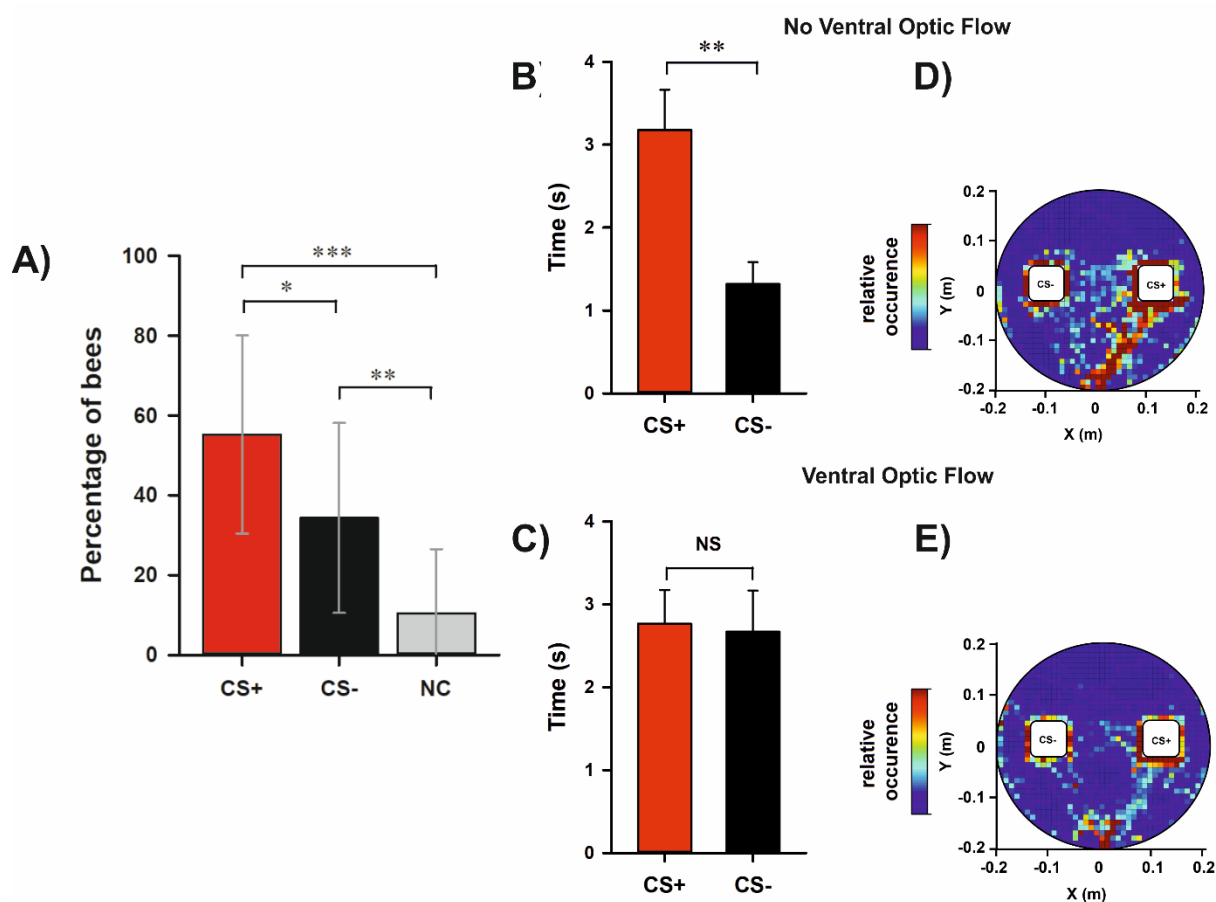 No Ventral Optic Flow
A)
Percentage of bees
100
80
60
40
20
0
***
*
**
CS+ CS- NC
B)
Time (s)
4
3
2
1
0
**
CS+ CS-
D)
relative
occurence
Y (m)
0.2
0.1
0
-0.1
-0.2
CS- CS+
-0.2 -0.1 0 0.1 0.2
X (m)
Ventral Optic Flow
C)
Time (s)
4
3
2
1
0
NS
CS+ CS-
E)
relative
occurence
Y (m)
0.2
0.1
0
-0.1
-0.2
CS- CS+
-0.2 -0.1 0 0.1 0.2
X (m)